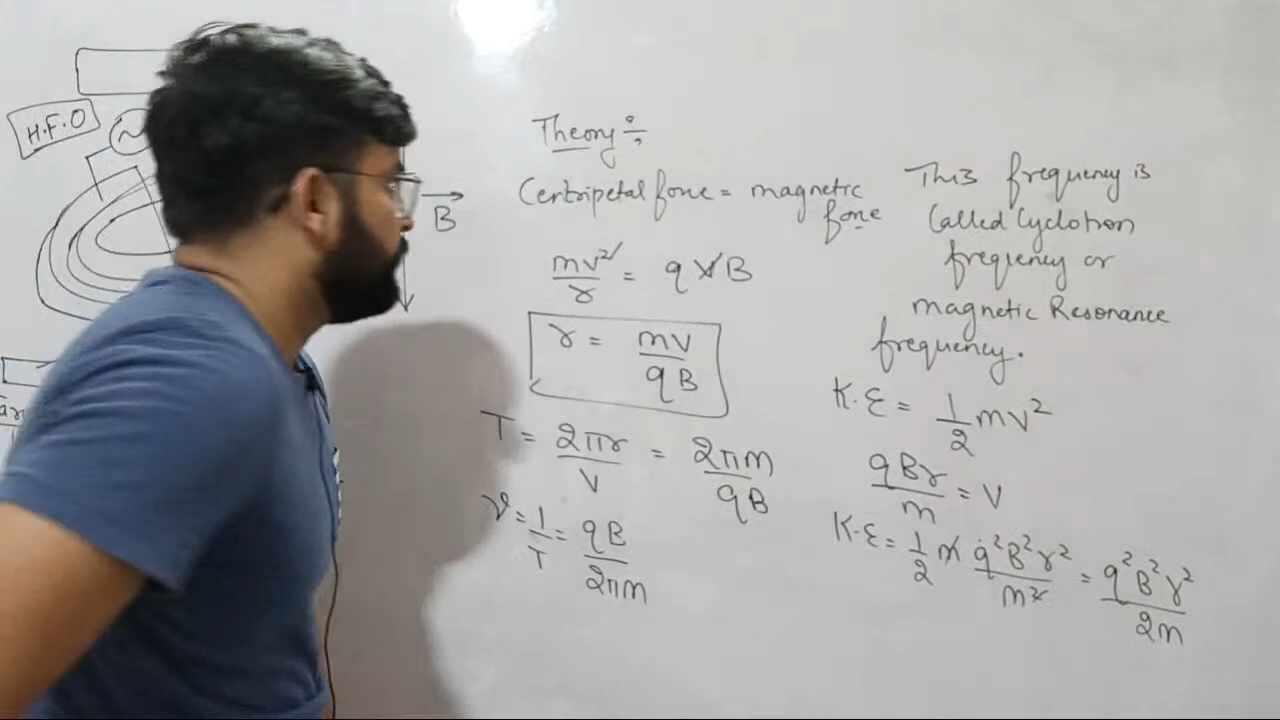 H.F.O
B
Theory ÷
Centripetal force = magnetic
force
mv²/r = qvB
r = mv/qB
T = 2πr/v = 2πm/qB
ν = 1/T = qB/2πm
This frequency is
Called Cyclotron
frequency or
magnetic Resonance
frequency.
K.E = 1/2 mv²
qBr/m = v
K.E = 1/2 m q²B²r²/m² = q²B²r²/2m